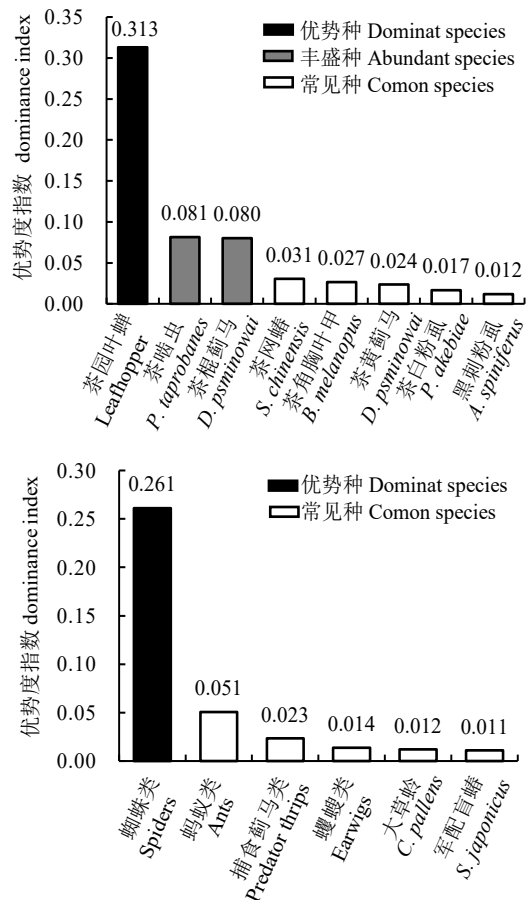 优势度指数 dominance index
0.35
0.30
0.25
0.20
0.15
0.10
0.05
0.00
优势种 Dominat species
丰盛种 Abundant species
常见种 Comon species
0.313
0.081
0.080
0.031
0.027
0.024
0.017
0.012
茶园叶蝉
Leafhopper
茶啮虫
P. taprobanes
茶棍蓟马
D. psminowai
茶网蝽
S. chinensis
茶角胸叶甲
B. melanopus
茶黄蓟马
D. psminowai
茶白粉虱
P. akebiae
黑刺粉虱
A. spiniferus
优势度指数 dominance index
0.30
0.25
0.20
0.15
0.10
0.05
0.00
优势种 Dominat species
常见种 Comon species
0.261
0.051
0.023
0.014
0.012
0.011
蜘蛛类
Spiders
蚂蚁类
Ants
捕食蓟马类
Predator thrips
蠼螋类
Earwigs
大草蛉
C. pallens
军配盲蝽
S. japonicus